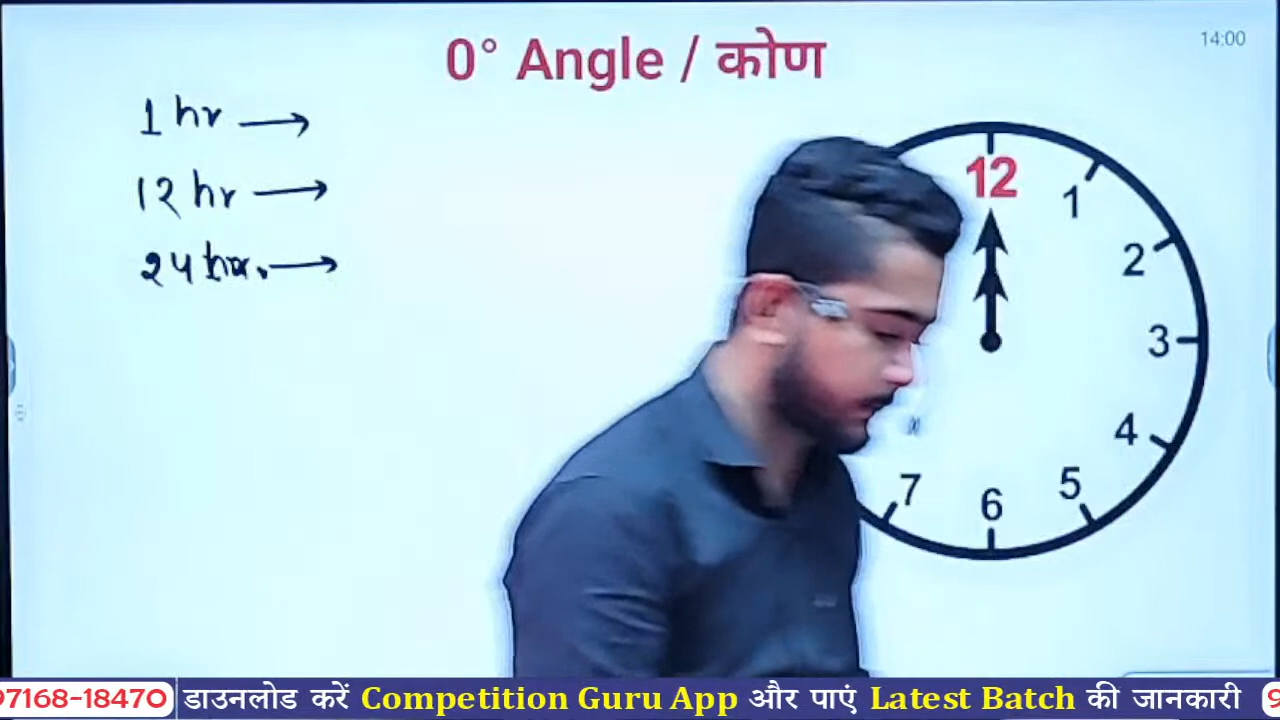 0° Angle / कोण
14:00
1 hr →
12 hr →
24 hr. →
12
1
2
3
4
5
6
7
97168-18470 डाउनलोड करें Competition Guru App और पाएं Latest Batch की जानकारी 9